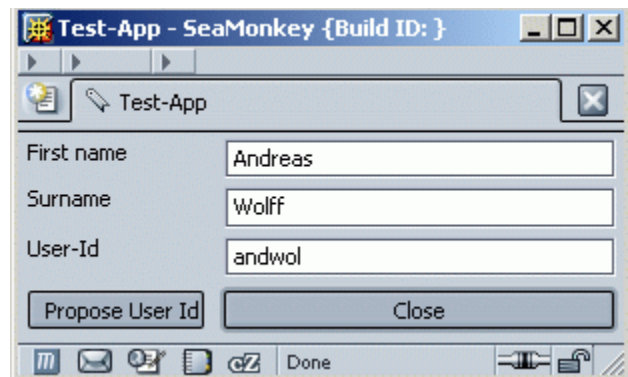 Test-App - SeaMonkey {Build ID: }
Test-App
First name Andreas
Surname Wolff
User-Id andwol
Propose User Id Close
m cZ Done